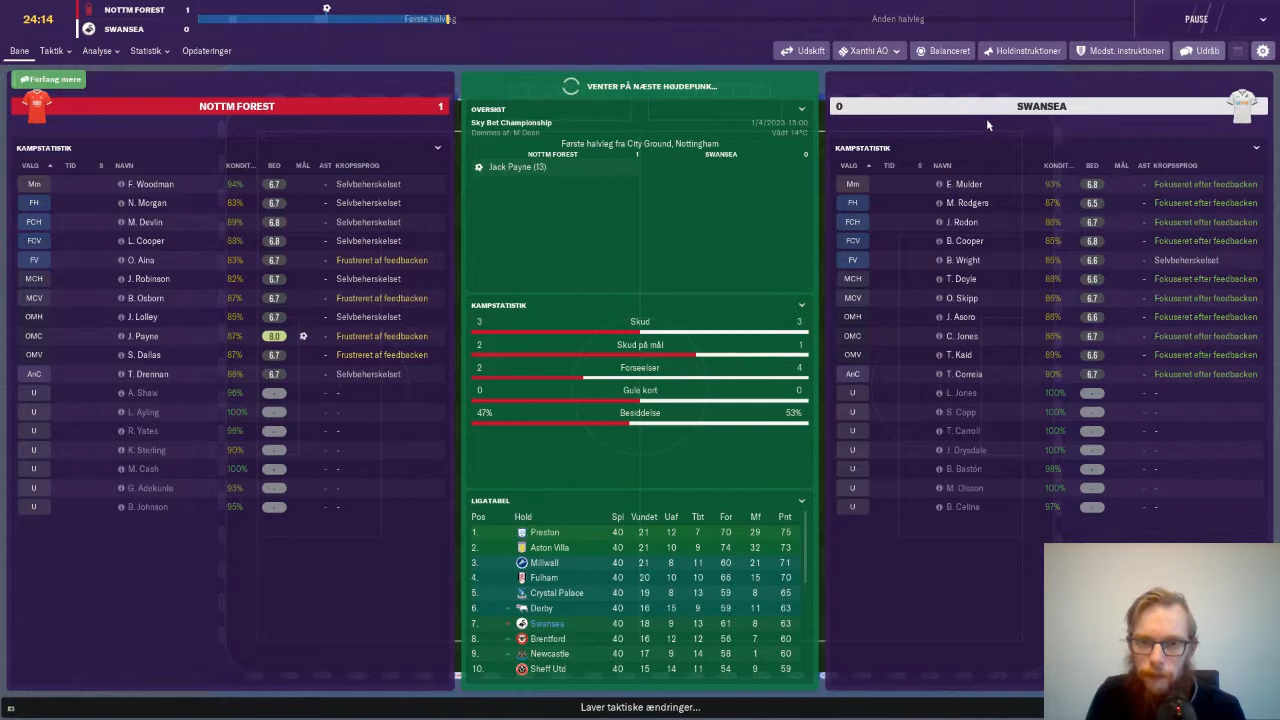 24:14
NOTTM FOREST 1
SWANSEA 0
Første halvleg
Anden halvleg
PAUSE
Bane Taktik Analyse Statistik Opdateringer
Udskift Xanthi AO Balanceret Holdinstruktioner Modst. instruktioner Udråb
Forlang mere
NOTTM FOREST 1
KAMPSTATISTIK
VALG TID S NAVN KONDIT... BED MÅL AST KROPSSPROG
Mm F. Woodman 94% 6.7 - Selvbeherskelset
FH N. Morgan 83% 6.7 - Selvbeherskelset
FCH M. Devlin 89% 6.8 - Selvbeherskelset
FCV L. Cooper 88% 6.8 - Selvbeherskelset
FV O. Aina 83% 6.7 - Frustreret af feedbacken
MCH J. Robinson 82% 6.7 - Selvbeherskelset
MCV B. Osborn 87% 6.7 - Frustreret af feedbacken
OMH J. Lolley 85% 6.7 - Selvbeherskelset
OMC J. Payne 87% 8.0 - Frustreret af feedbacken
OMV S. Dallas 87% 6.7 - Frustreret af feedbacken
AnC T. Drennan 86% 6.7 - Selvbeherskelset
U A. Shaw 96% - - -
U L. Ayling 100% - - -
U R. Yates 96% - - -
U K. Sterling 90% - - -
U M. Cash 100% - - -
U G. Adekunle 93% - - -
U B. Johnson 95% - - -
VENTER PÅ NÆSTE HØJDEPUNK...
OVERSIGT
Sky Bet Championship 1/4/2023 15:00
Dømmes af: M Dean Vådt 14°C
Første halvleg fra City Ground, Nottingham
NOTTM FOREST 1 SWANSEA 0
Jack Payne (13)
KAMPSTATISTIK
3 Skud 3
2 Skud på mål 1
2 Forseelser 4
0 Gule kort 0
47% Besiddelse 53%
LIGATABEL
Pos Hold Spl Vundet Uaf Tbt For Mf Pnt
1. Preston 40 21 12 7 70 29 75
2. Aston Villa 40 21 10 9 74 32 73
3. Millwall 40 21 8 11 60 21 71
4. Fulham 40 20 10 10 66 15 70
5. Crystal Palace 40 19 8 13 59 8 65
6. Derby 40 16 15 9 59 11 63
7. Swansea 40 18 9 13 61 8 63
8. Brentford 40 16 12 12 56 7 60
9. Newcastle 40 17 9 14 58 1 60
10. Sheff Utd 40 15 14 11 54 9 59
0 SWANSEA
KAMPSTATISTIK
VALG TID S NAVN KONDIT... BED MÅL AST KROPSSPROG
Mm E. Mulder 93% 6.8 - Fokuseret efter feedbacken
FH M. Rodgers 87% 6.5 - Fokuseret efter feedbacken
FCH J. Rodon 86% 6.7 - Fokuseret efter feedbacken
FCV B. Cooper 85% 6.8 - Fokuseret efter feedbacken
FV B. Wright 85% 6.6 - Selvbeherskelset
MCH T. Doyle 88% 6.6 - Fokuseret efter feedbacken
MCV O. Skipp 86% 6.7 - Fokuseret efter feedbacken
OMH J. Asoro 86% 6.6 - Fokuseret efter feedbacken
OMC C. Jones 86% 6.7 - Fokuseret efter feedbacken
OMV T. Kaid 89% 6.6 - Fokuseret efter feedbacken
AnC T. Correia 90% 6.7 - Fokuseret efter feedbacken
U L. Jones 100% - - -
U S. Copp 100% - - -
U T. Carroll 100% - - -
U J. Drysdale 100% - - -
U B. Bastón 98% - - -
U M. Olsson 100% - - -
U B. Celina 97% - - -
Laver taktiske ændringer...